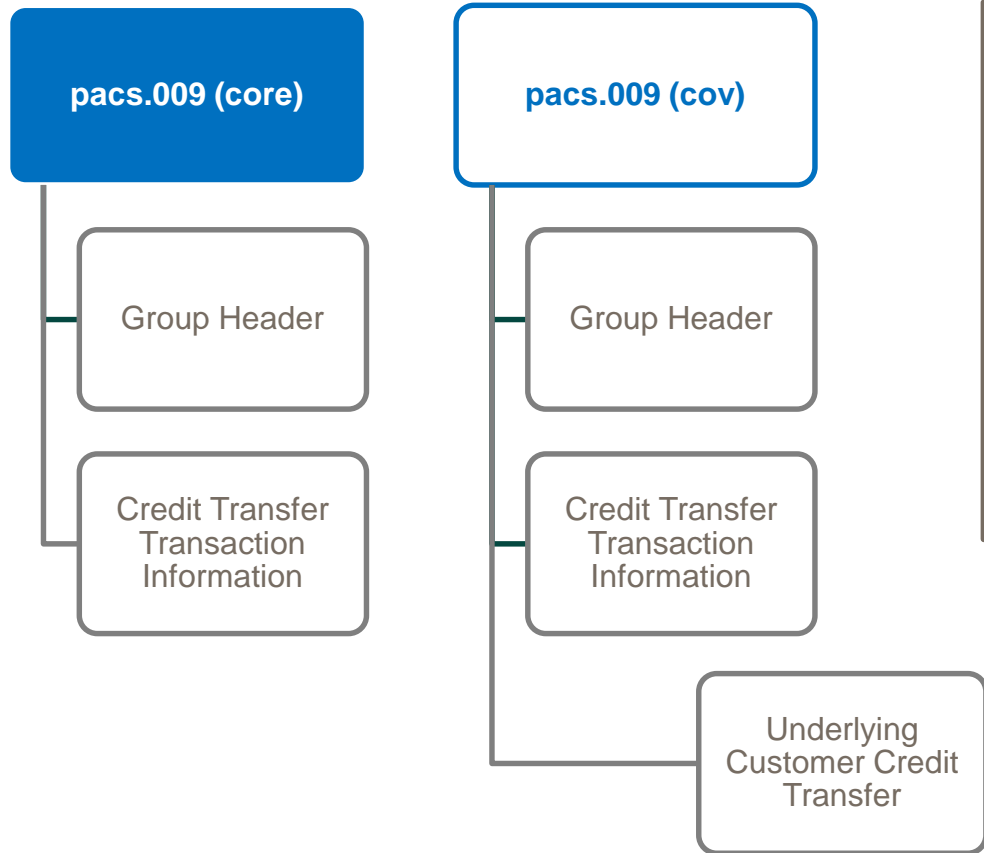 pacs.009 (core)
Group Header
Credit Transfer
Transaction
Information
pacs.009 (cov)
Group Header
Credit Transfer
Transaction
Information
Underlying
Customer Credit
Transfer